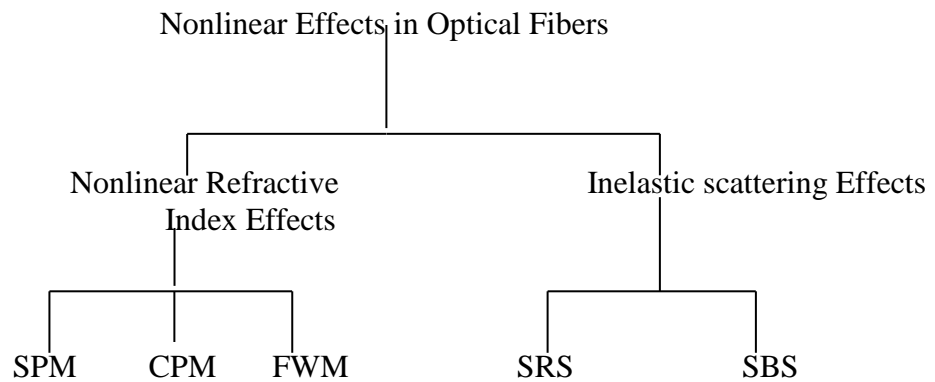 Nonlinear Effects in Optical Fibers
Nonlinear Refractive
Index Effects
Inelastic scattering Effects
SPM
CPM
FWM
SRS
SBS